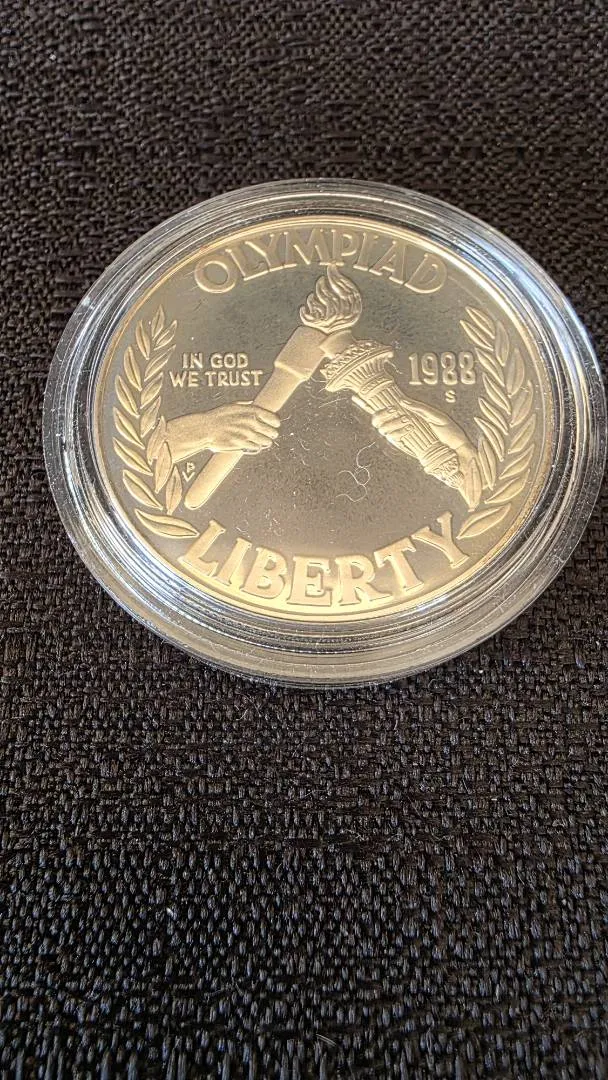 OLYMPIAD
IN GOD
WE TRUST
1988
S
LIBERTY